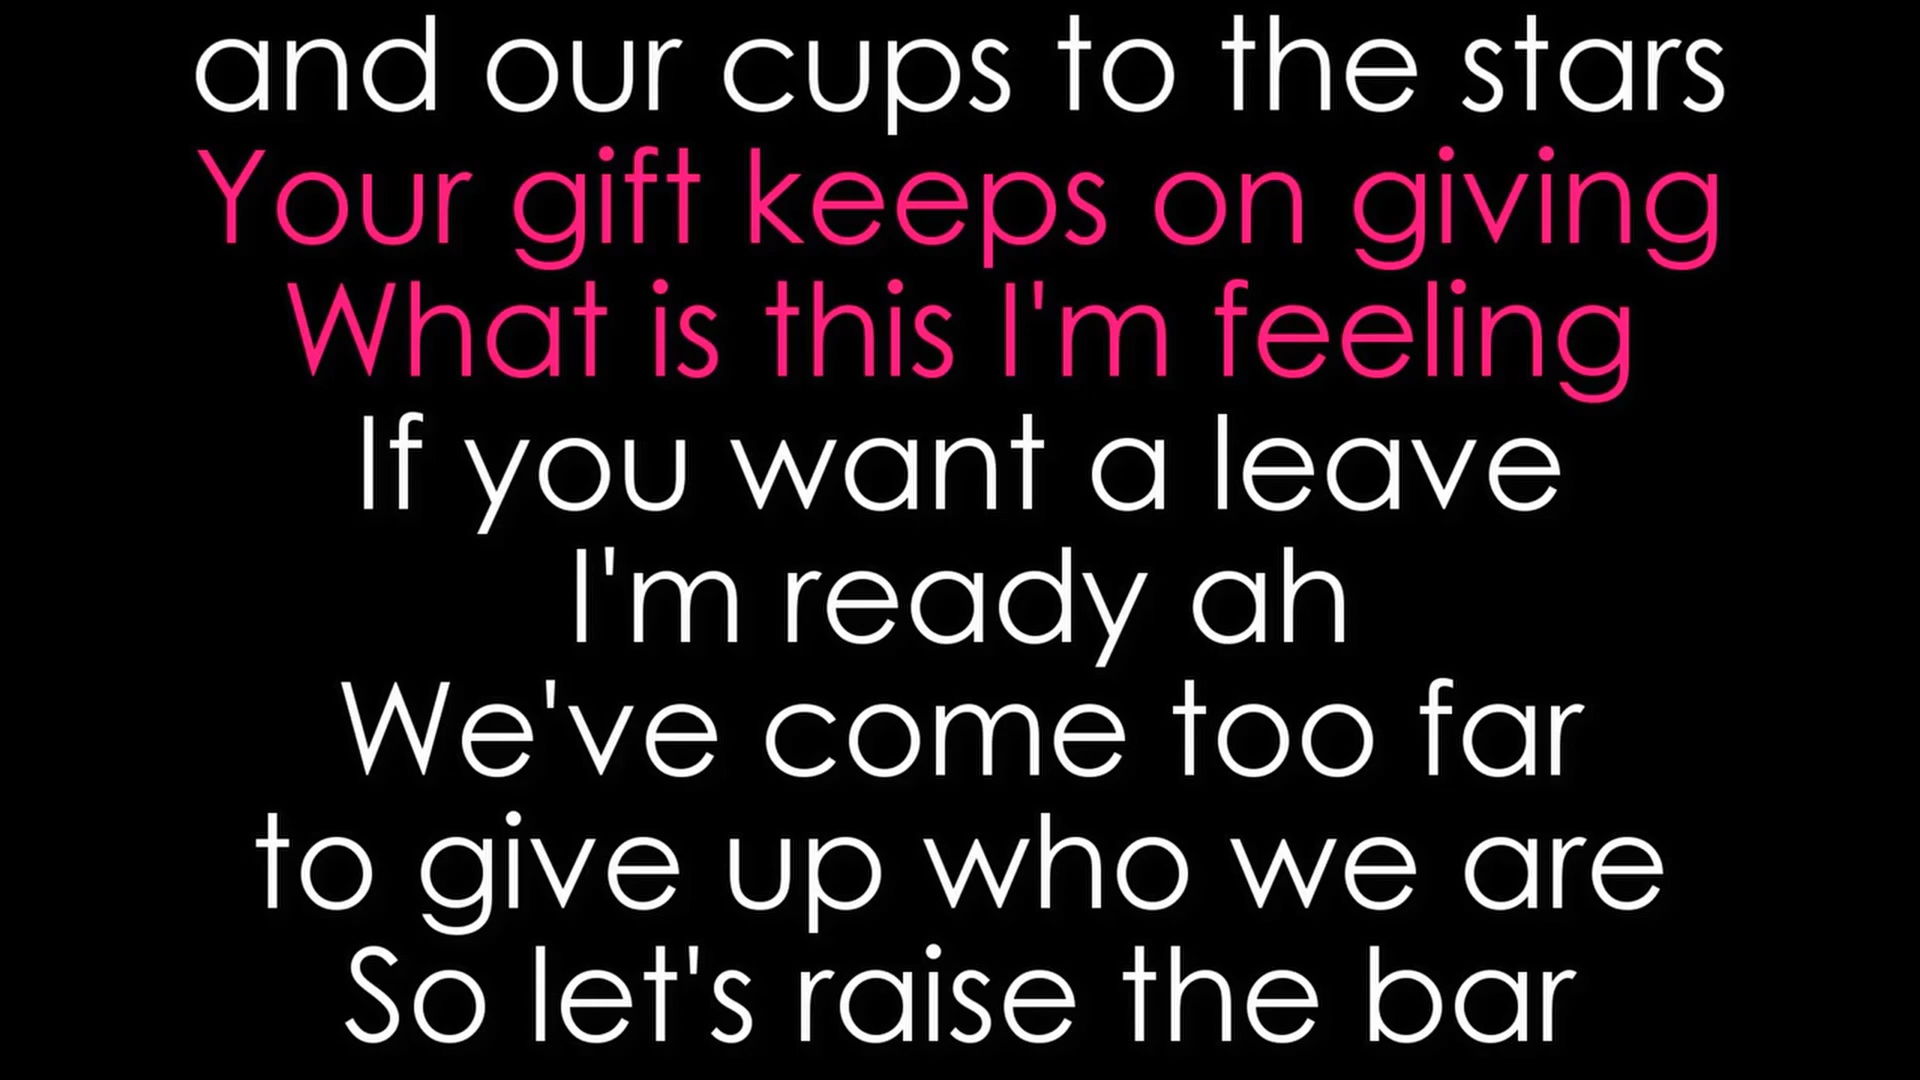 and our cups to the stars
Your gift keeps on giving
What is this I'm feeling
If you want a leave
I'm ready ah
We've come too far
to give up who we are
So let's raise the bar